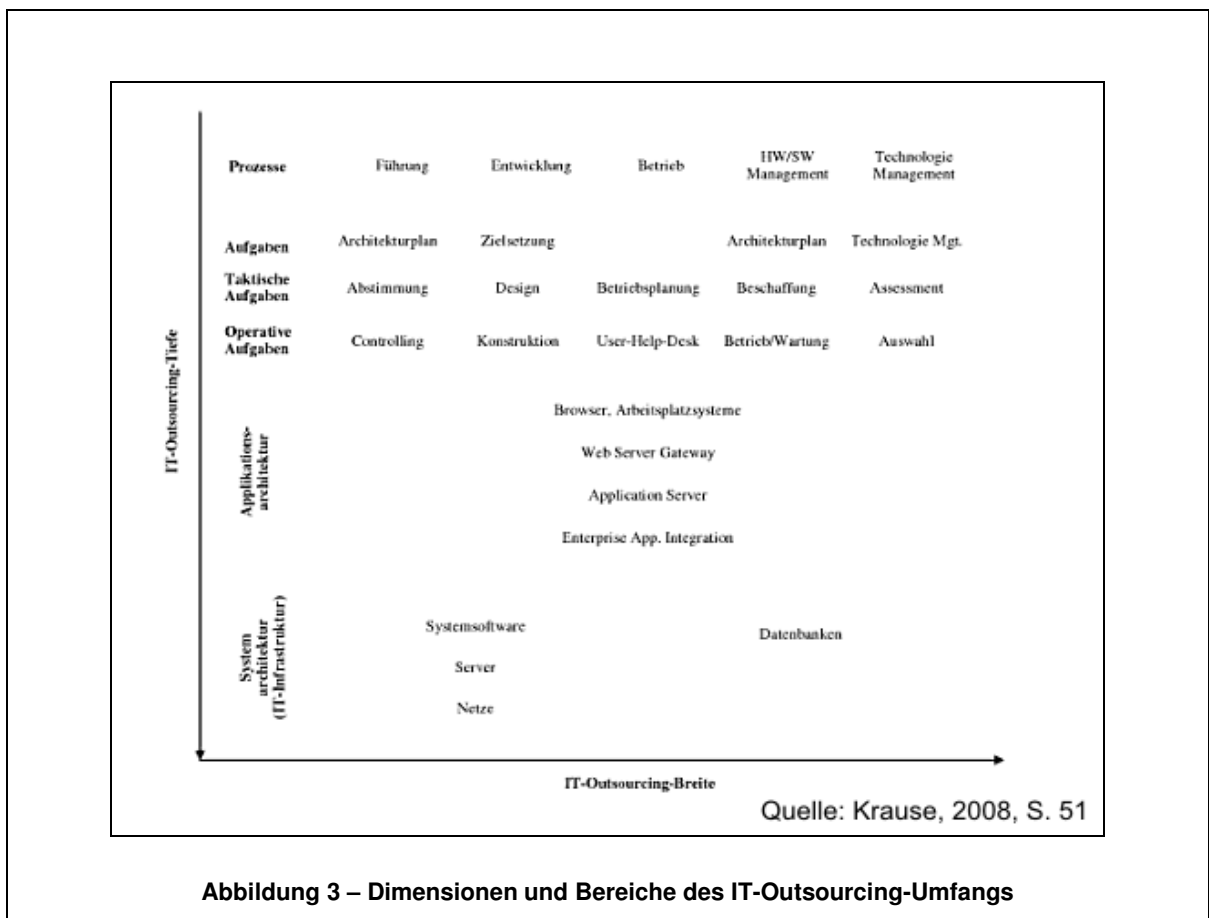 Prozesse Führung Entwicklung Betrieb HW/SW Management Technologie Management
Aufgaben Architekturplan Zielsetzung Architekturplan Technologie Mgt.
Taktische Aufgaben Abstimmung Design Betriebsplanung Beschaffung Assessment
Operative Aufgaben Controlling Konstruktion User-Help-Desk Betrieb/Wartung Auswahl
IT-Outsourcing-Tiefe
Applikations-
architektur
Browser, Arbeitsplatzsysteme
Web Server Gateway
Application Server
Enterprise App. Integration
System
architektur
(IT-Infrastruktur)
Systemsoftware Datenbanken
Server
Netze
IT-Outsourcing-Breite
Quelle: Krause, 2008, S. 51
Abbildung 3 – Dimensionen und Bereiche des IT-Outsourcing-Umfangs